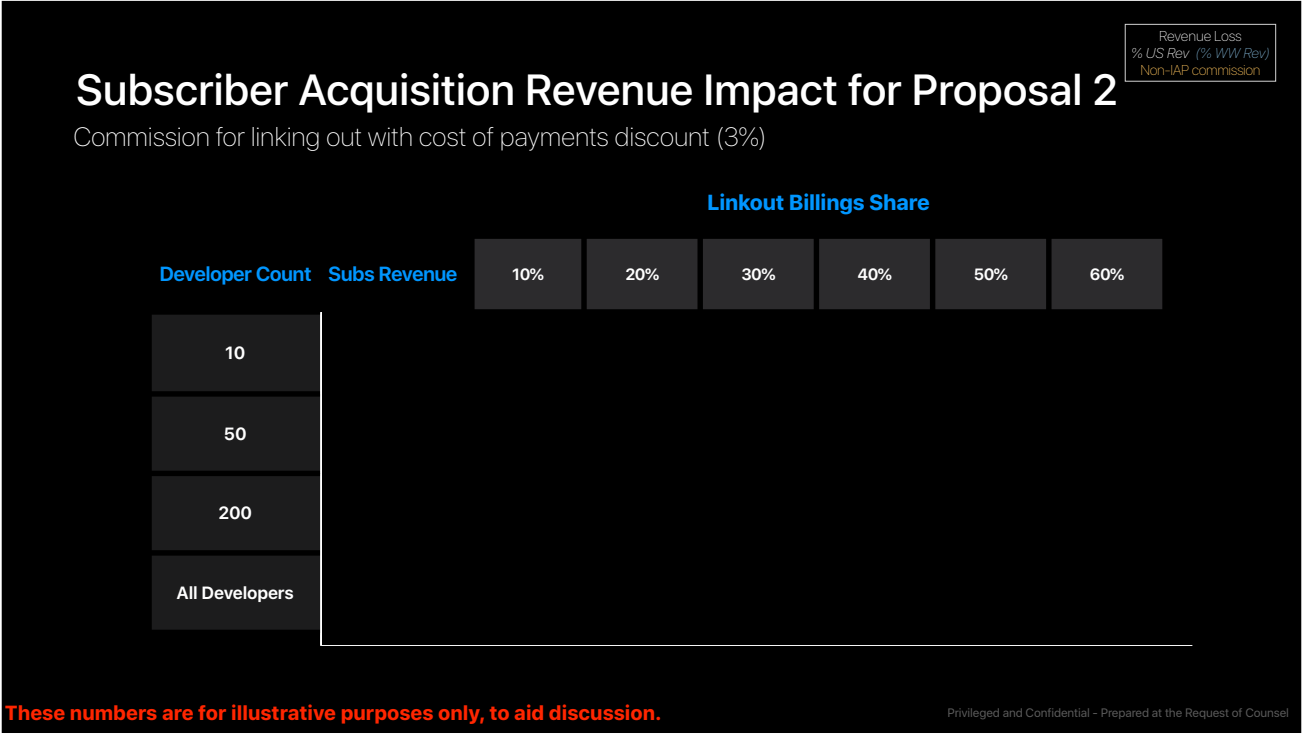 Revenue Loss
% US Rev (% WW Rev)
Non-IAP commission
Subscriber Acquisition Revenue Impact for Proposal 2
Commission for linking out with cost of payments discount (3%)
Linkout Billings Share
Developer Count Subs Revenue 10% 20% 30% 40% 50% 60%
10
50
200
All Developers
These numbers are for illustrative purposes only, to aid discussion.
Privileged and Confidential - Prepared at the Request of Counsel